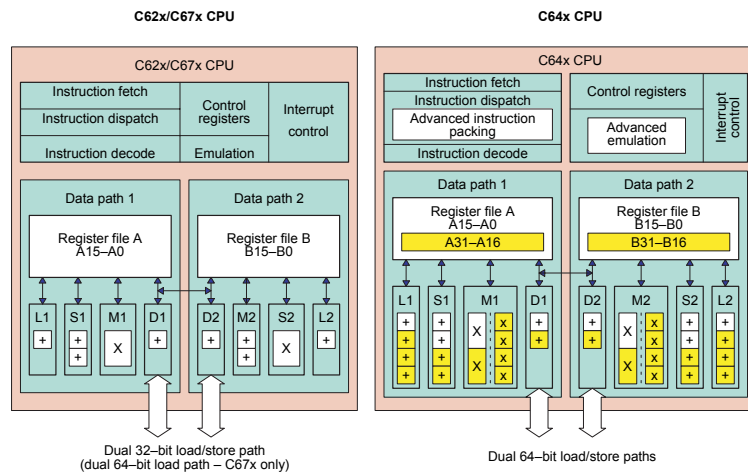 C62x/C67x CPU
C62x/C67x CPU
Instruction fetch
Instruction dispatch
Instruction decode
Control
registers
Emulation
Interrupt
control
Data path 1
Register file A
A15–A0
Data path 2
Register file B
B15–B0
L1
+
S1
+
+
M1
X
D1
+
D2
+
M2
+
+
S2
X
L2
+
Dual 32–bit load/store path
(dual 64–bit load path – C67x only)
C64x CPU
C64x CPU
Instruction fetch
Instruction dispatch
Advanced instruction
packing
Instruction decode
Control registers
Advanced
emulation
Interrupt
control
Data path 1
Register file A
A15–A0
A31–A16
Data path 2
Register file B
B15–B0
B31–B16
L1
+
+
+
+
S1
+
+
+
+
M1
X
X
x
x
x
x
D1
+
+
D2
+
+
M2
X
X
x
x
x
x
S2
+
+
+
+
L2
+
+
+
+
Dual 64–bit load/store paths